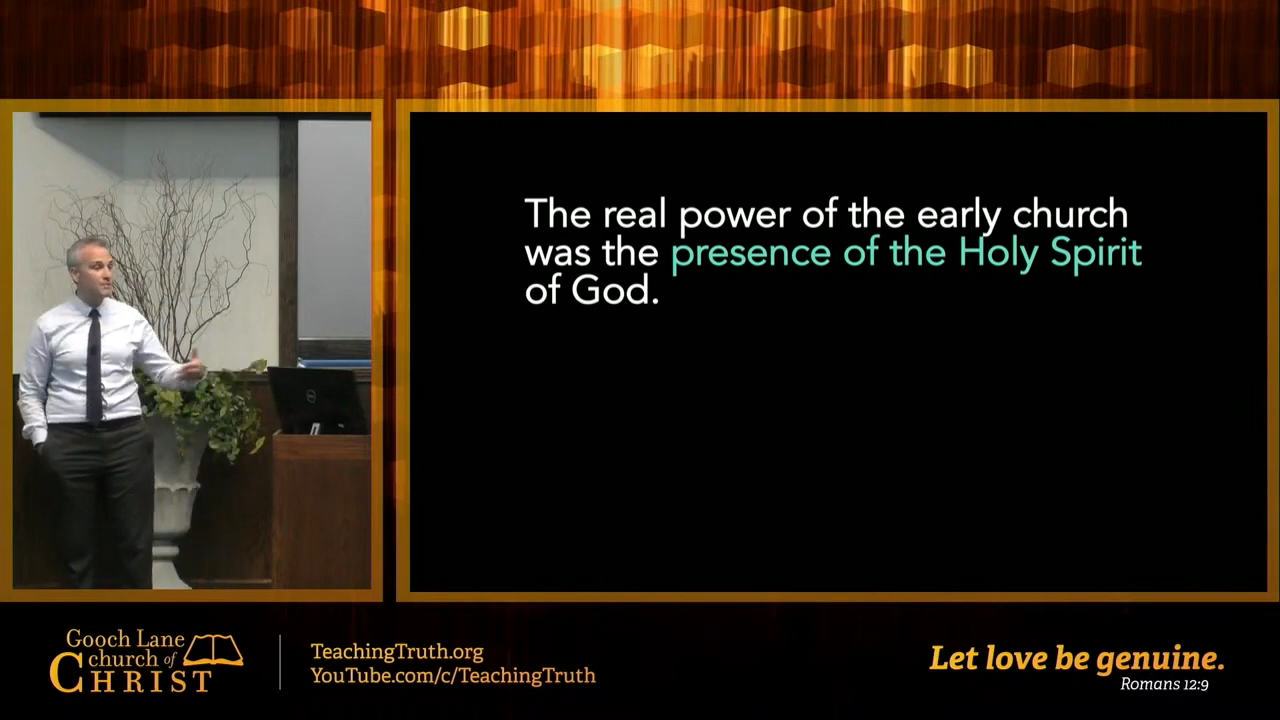 The real power of the early church
was the presence of the Holy Spirit
of God.
Gooch Lane
church of
CHRIST
TeachingTruth.org
YouTube.com/c/TeachingTruth
Let love be genuine.
Romans 12:9